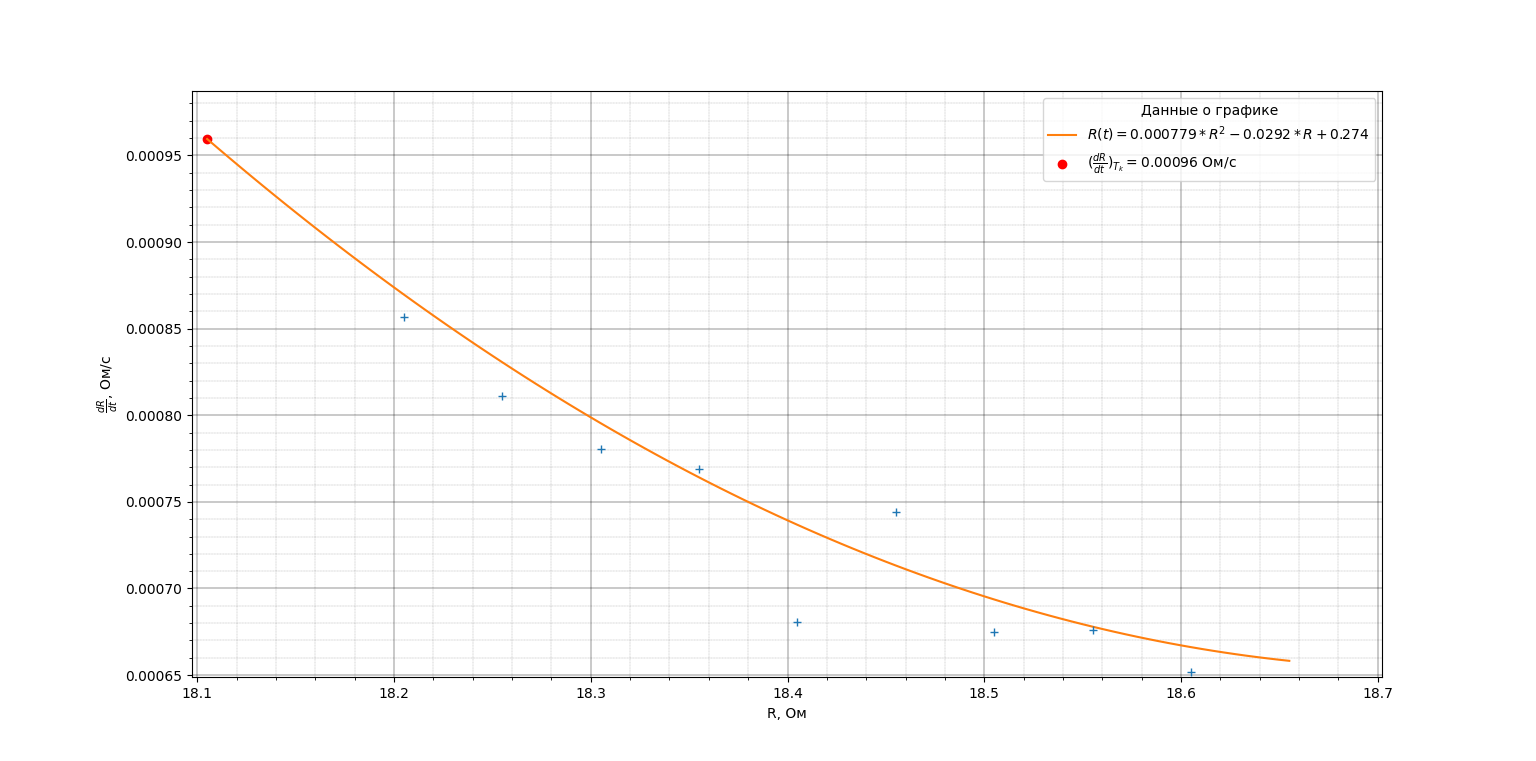 Данные о графике
R(t) = 0.000779 * R² − 0.0292 * R + 0.274
(dR/dt)_{T_k} = 0.00096 Ом/с
0.00095
0.00090
0.00085
0.00080
0.00075
0.00070
0.00065
dR/dt, Ом/с
18.1 18.2 18.3 18.4 18.5 18.6 18.7
R, Ом